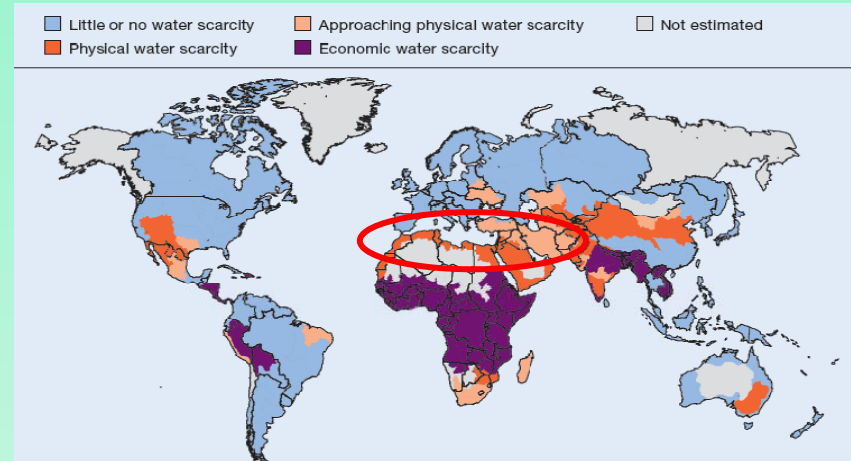 Little or no water scarcity Approaching physical water scarcity Not estimated
Physical water scarcity Economic water scarcity